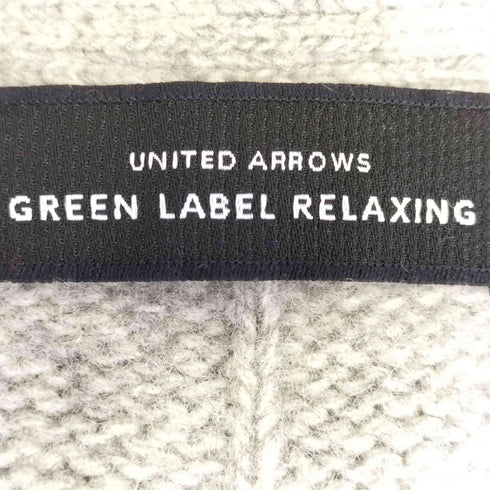 UNITED ARROWS
GREEN LABEL RELAXING